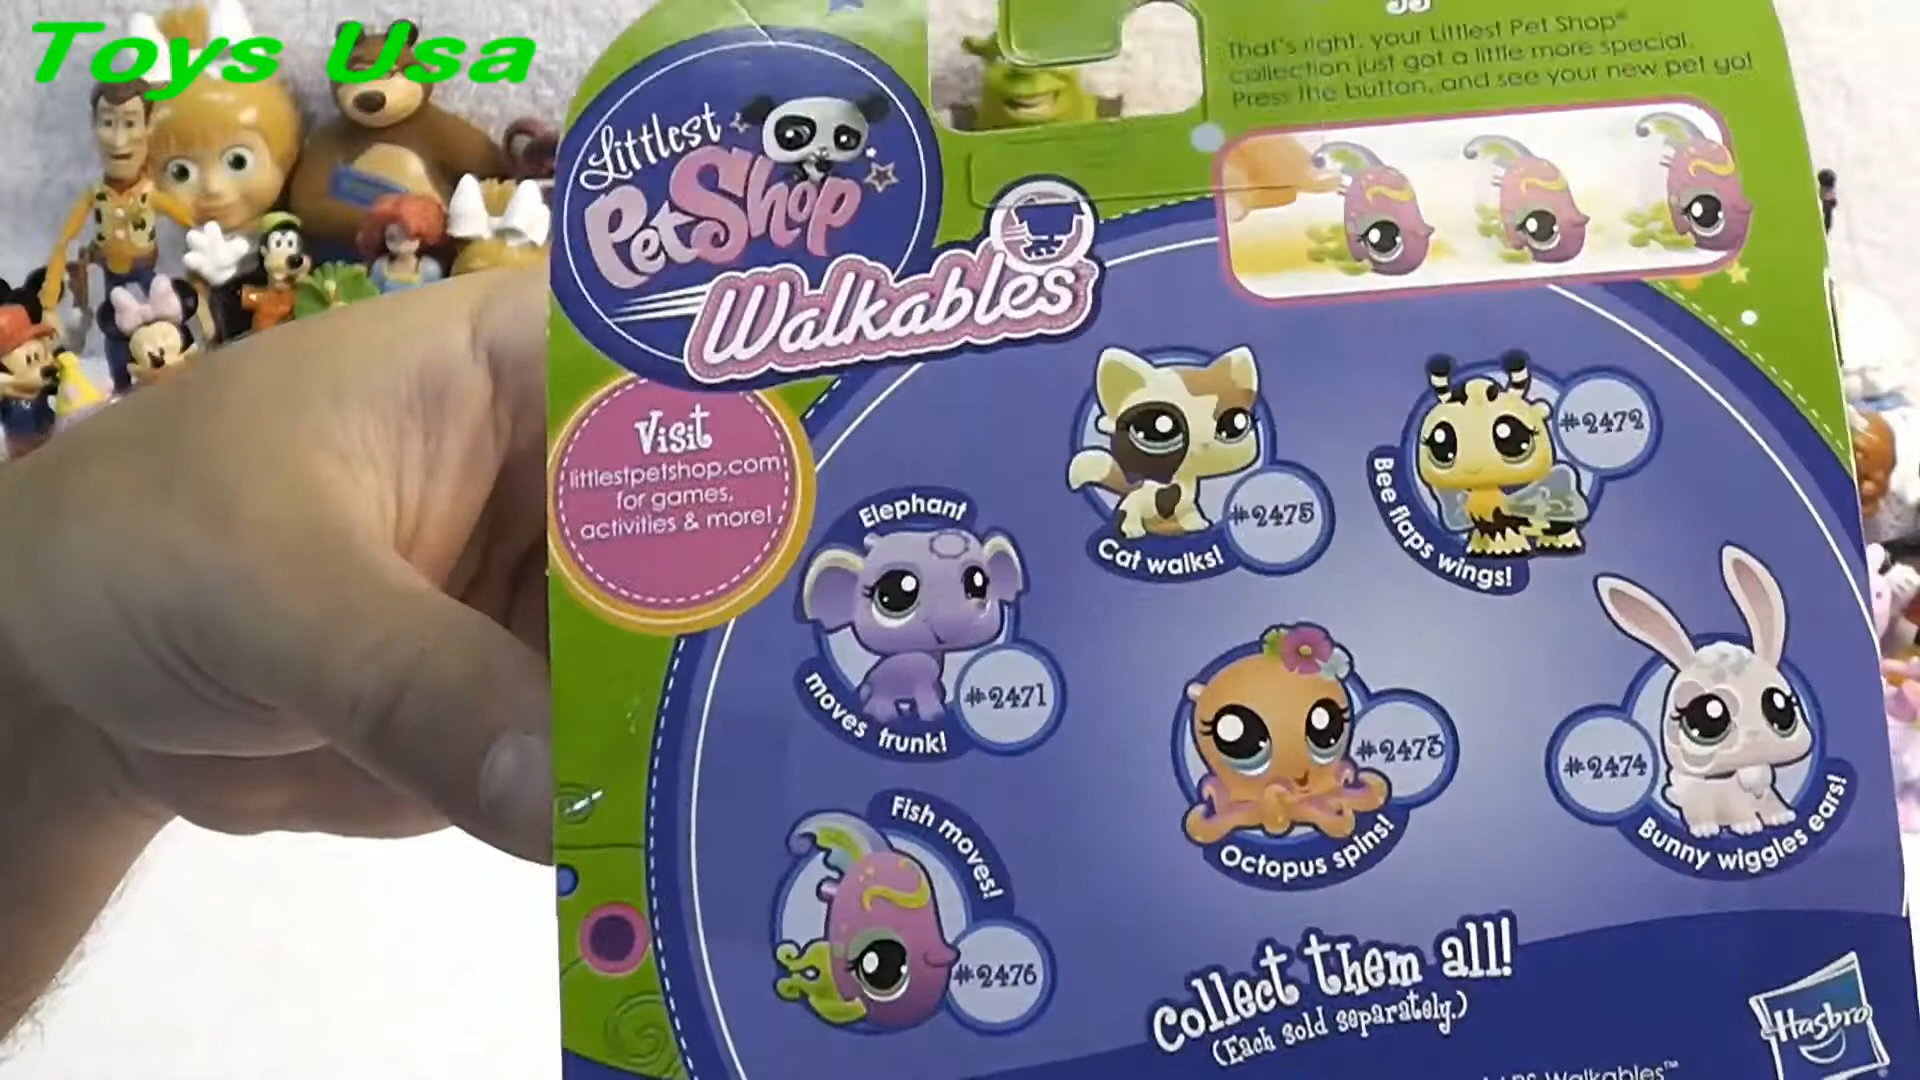 Toys Usa
That's right, your Littlest Pet Shop®
collection just got a little more special.
Press the button, and see your new pet go!
Littlest
PetShop
Walkables
Visit
littlestpetshop.com
for games,
activities & more!
Elephant
moves trunk!
#2471
Cat walks!
#2475
Bee flaps wings!
#2472
Octopus spins!
#2473
Bunny wiggles ears!
#2474
Fish moves!
#2476
Collect them all!
(Each sold separately.)
Hasbro
Walkables™